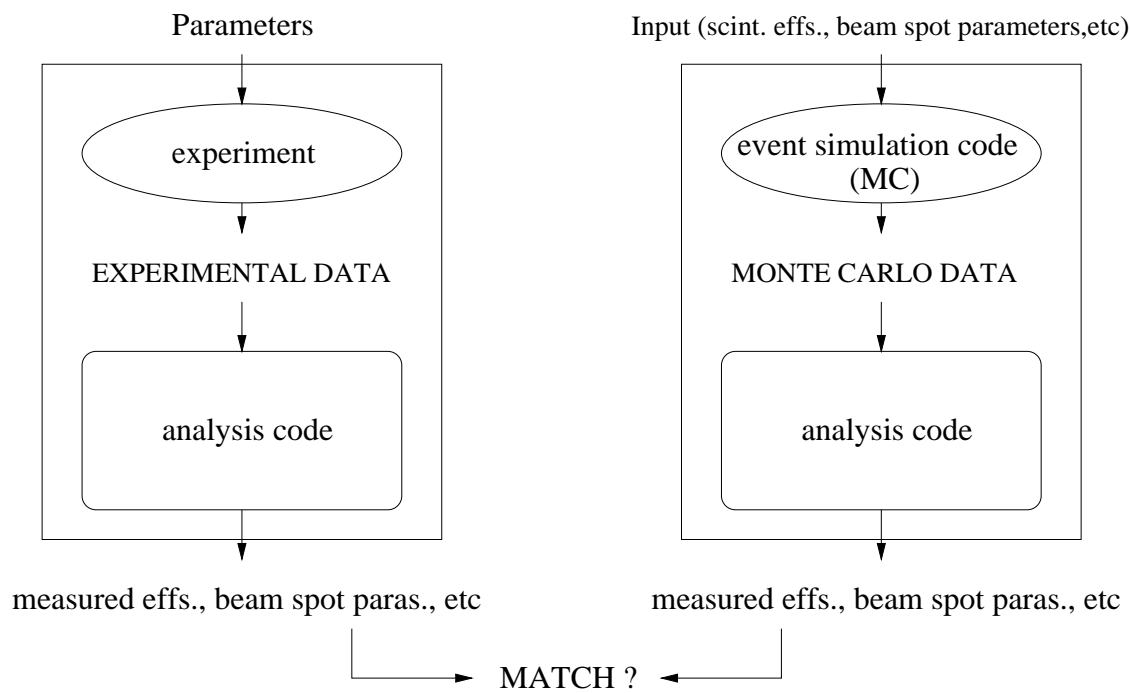 Parameters
experiment
EXPERIMENTAL DATA
analysis code
measured effs., beam spot paras., etc
Input (scint. effs., beam spot parameters,etc)
event simulation code
(MC)
MONTE CARLO DATA
analysis code
measured effs., beam spot paras., etc
MATCH ?